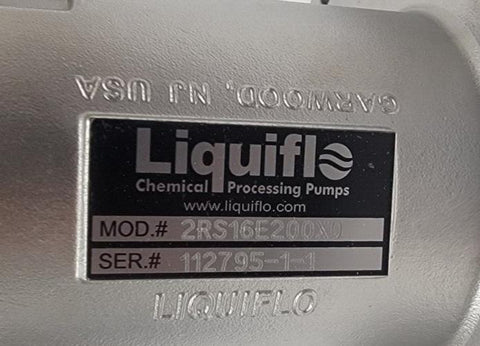 GARWOOD, NJ USA
Liquiflo
Chemical Processing Pumps
www.liquiflo.com
MOD.# 2RS16E200X0
SER.# 112795-1-1
LIQUIFLO